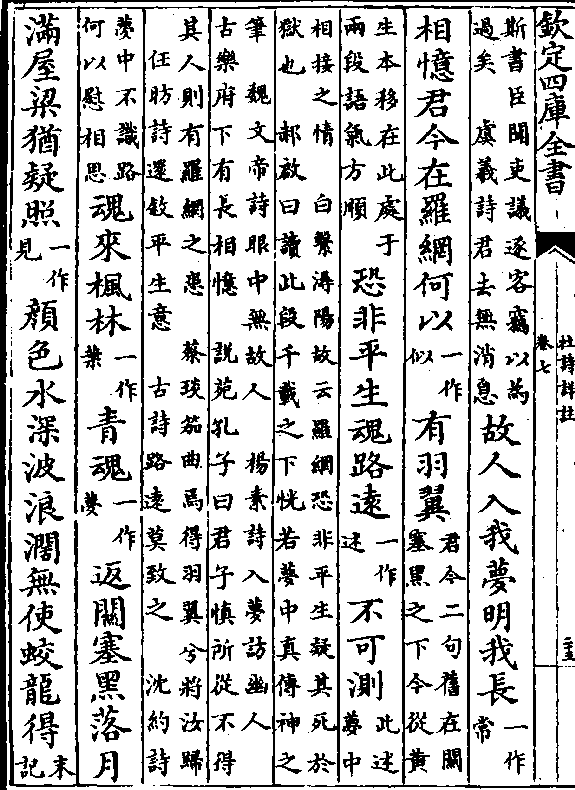 欽定四庫全書
杜詩詳註
卷七
二十五
斯書臣聞吏議逐客竊以為
過矣　虞羲詩君去無消息
故人入我夢明我長
一作
常
相憶君今在羅網何以
一作
似
有羽翼
君今二句舊在關
塞黑之下今從黃
生本移在此處于
兩段語氣方順
恐非平生魂路遠
一作
迷
不可測
此述
夢中
相接之情　白繫潯陽故云羅網恐非平生疑其死於
獄也　郝啟曰讀此段千載之下恍若夢中真傳神之
筆　魏文帝詩眼中無故人　楊素詩入夢訪幽人
古樂府下有長相憶　說苑孔子曰君子慎所從不得
其人則有羅網之患　蔡琰笳曲焉得羽翼兮將汝歸
任昉詩還敘平生意　古詩路遠莫致之　沈約詩
夢中不識路
何以慰相思
魂來楓林
一作
葉
青魂
一作
夢
返關塞黑落月
滿屋梁猶疑照
一作
見
顏色水深波浪濶無使蛟龍得
末
記